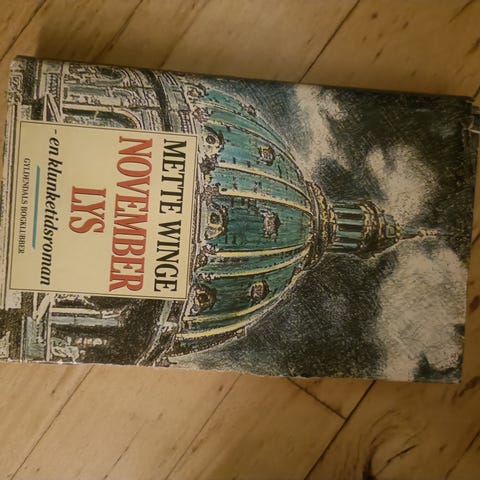 METTE WINGE
NOVEMBER
LYS
- en klunketidsroman
GYLDENDALS BOGKLUBBER